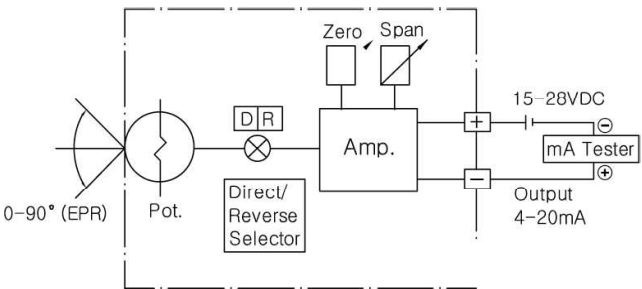 Zero Span
D R
+
15-28VDC
⊖
Amp.
mA Tester
⊕
−
Direct/
Reverse
Selector
Output
4-20mA
0-90° (EPR)
Pot.